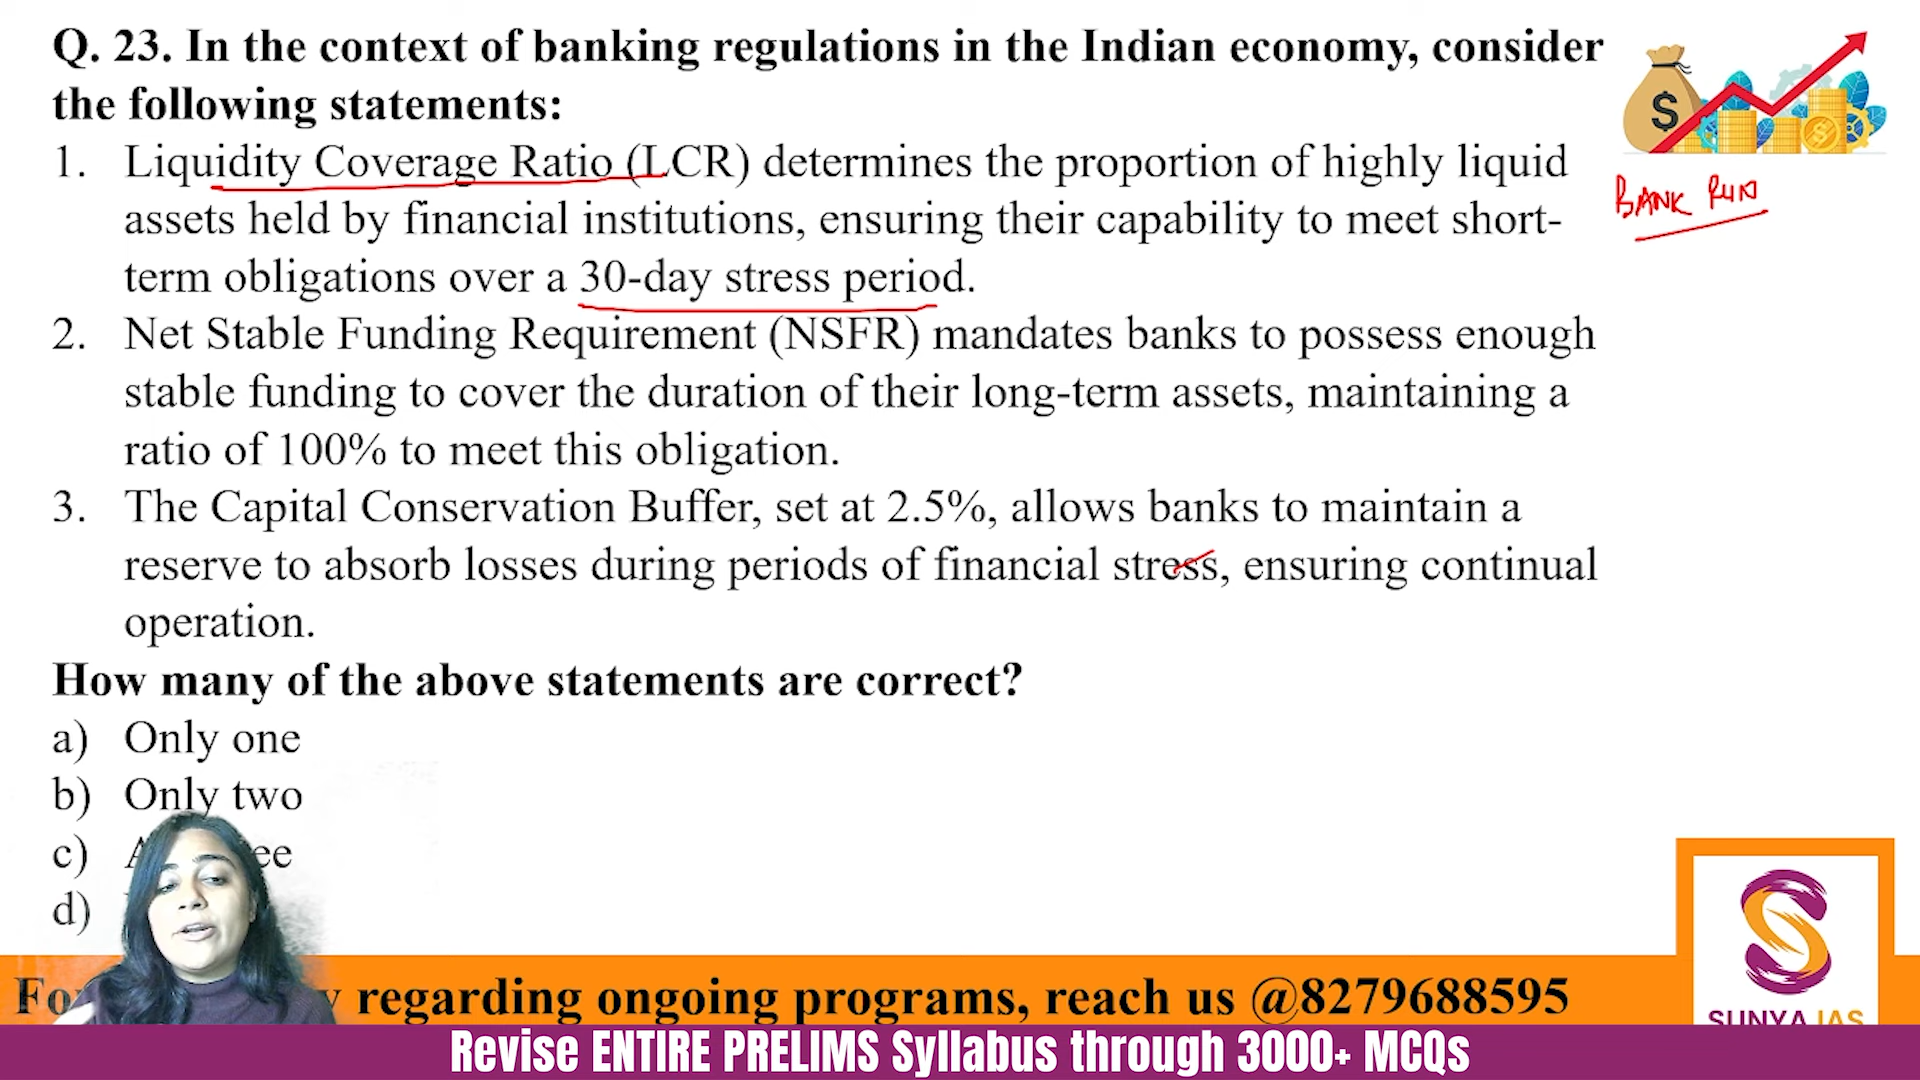 Q. 23. In the context of banking regulations in the Indian economy, consider
the following statements:
1. Liquidity Coverage Ratio (LCR) determines the proportion of highly liquid
assets held by financial institutions, ensuring their capability to meet short-
term obligations over a 30-day stress period.
2. Net Stable Funding Requirement (NSFR) mandates banks to possess enough
stable funding to cover the duration of their long-term assets, maintaining a
ratio of 100% to meet this obligation.
3. The Capital Conservation Buffer, set at 2.5%, allows banks to maintain a
reserve to absorb losses during periods of financial stress, ensuring continual
operation.
How many of the above statements are correct?
a) Only one
b) Only two
c)
d)
$
BANK RUN
regarding ongoing programs, reach us @8279688595
SUNYA IAS
Revise ENTIRE PRELIMS Syllabus through 3000+ MCQs